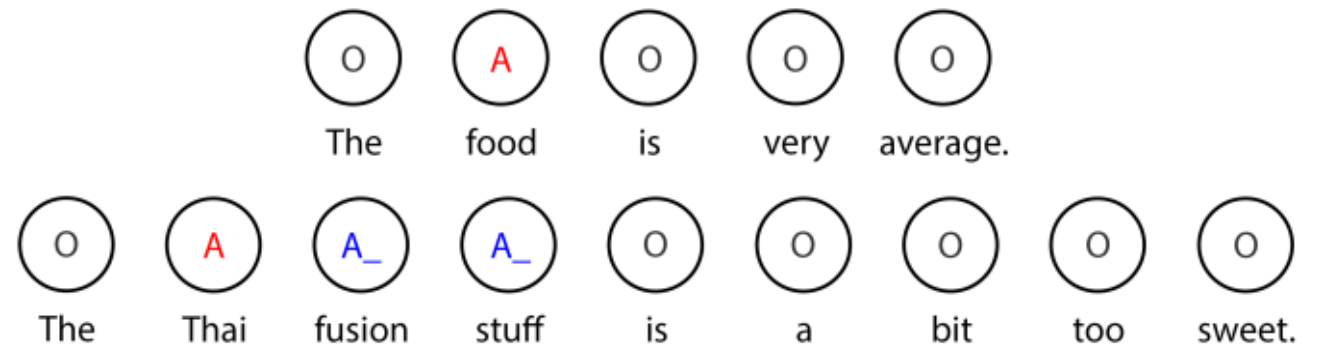 O A O O O
The food is very average.
O A A_ A_ O O O O O
The Thai fusion stuff is a bit too sweet.